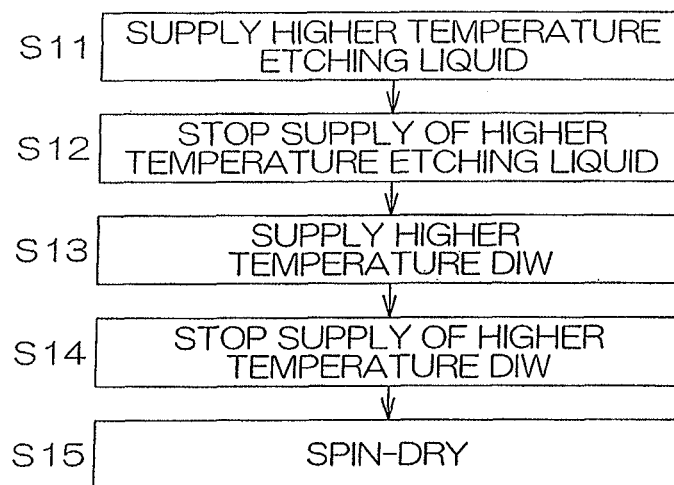 S11 SUPPLY HIGHER TEMPERATURE
ETCHING LIQUID
S12 STOP SUPPLY OF HIGHER
TEMPERATURE ETCHING LIQUID
S13 SUPPLY HIGHER
TEMPERATURE DIW
S14 STOP SUPPLY OF HIGHER
TEMPERATURE DIW
S15 SPIN-DRY